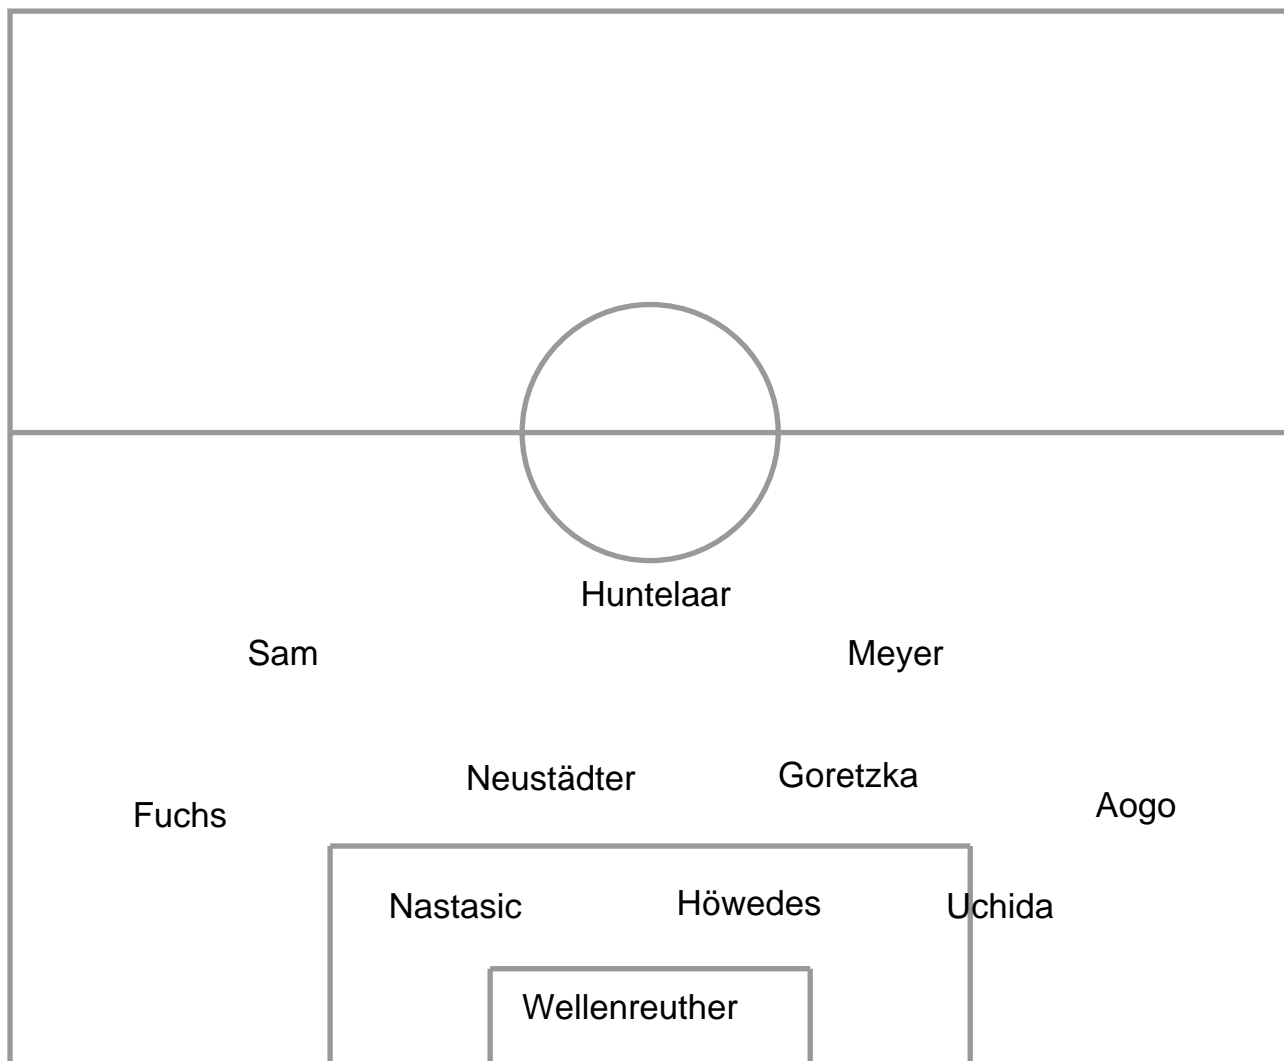 Huntelaar
Sam
Meyer
Neustädter
Goretzka
Fuchs
Aogo
Nastasic
Höwedes
Uchida
Wellenreuther